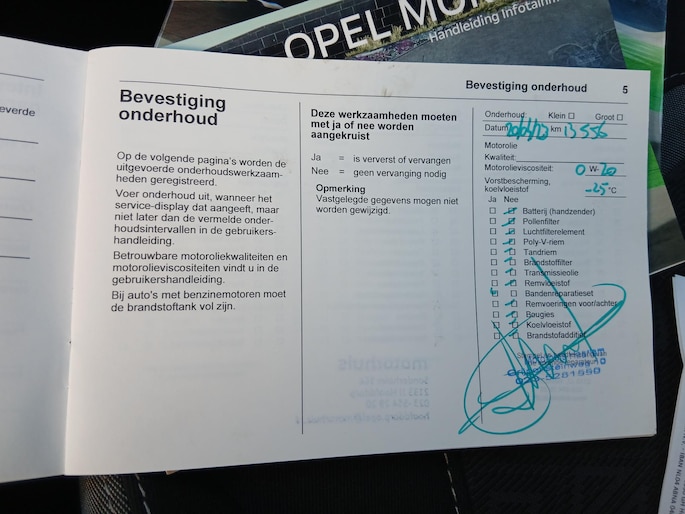 OPEL
Handleiding
everde
Bevestiging onderhoud 5
Bevestiging
onderhoud
Op de volgende pagina's worden de
uitgevoerde onderhoudswerkzaam-
heden geregistreerd.
Voer onderhoud uit, wanneer het
service-display dat aangeeft, maar
niet later dan de vermelde onder-
houdsintervallen in de gebruikers-
handleiding.
Betrouwbare motoroliekwaliteiten en
motorolieviscositeiten vindt u in de
gebruikershandleiding.
Bij auto's met benzinemotoren moet
de brandstoftank vol zijn.
Deze werkzaamheden moeten
met ja of nee worden
aangekruist
Ja = is ververst of vervangen
Nee = geen vervanging nodig
Opmerking
Vastgelegde gegevens mogen niet
worden gewijzigd.
Onderhoud: Klein Groot
Datum km 13556
Motorolie
Kwaliteit:
Motorolieviscositeit: 0 W- 20
Vorstbescherming,
koelvloeistof -25 °C
Ja Nee
Batterij (handzender)
Pollenfilter
Luchtfilterelement
Poly-V-riem
Tandriem
Brandstoffilter
Transmissieolie
Remvloeistof
Bandenreparatieset
Remvoeringen voor/achter
Bougies
Koelvloeistof
Brandstofadditief